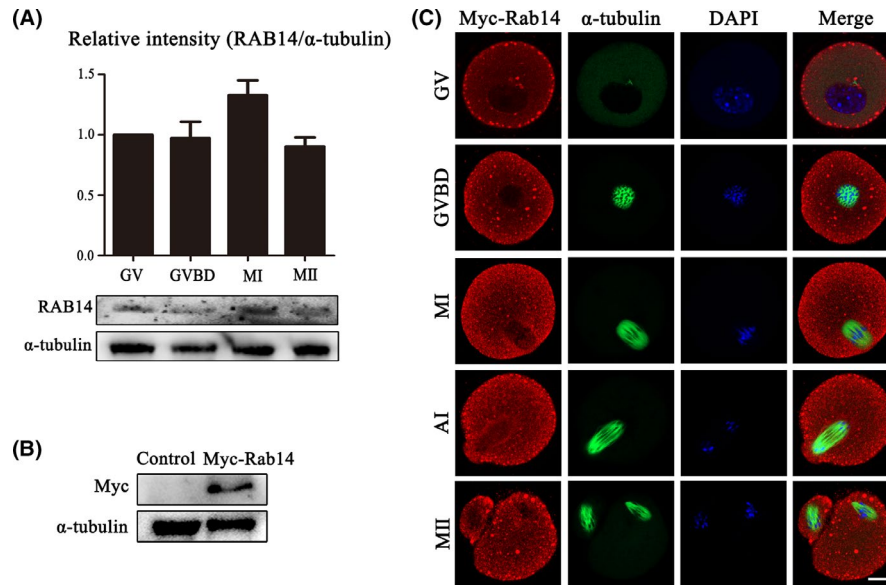 (A)
Relative intensity (RAB14/α-tubulin)
1.5
1.0
0.5
0.0
GV GVBD MI MII
RAB14
α-tubulin
(B)
Control Myc-Rab14
Myc
α-tubulin
(C)
Myc-Rab14 α-tubulin DAPI Merge
GV
GVBD
MI
AI
MII